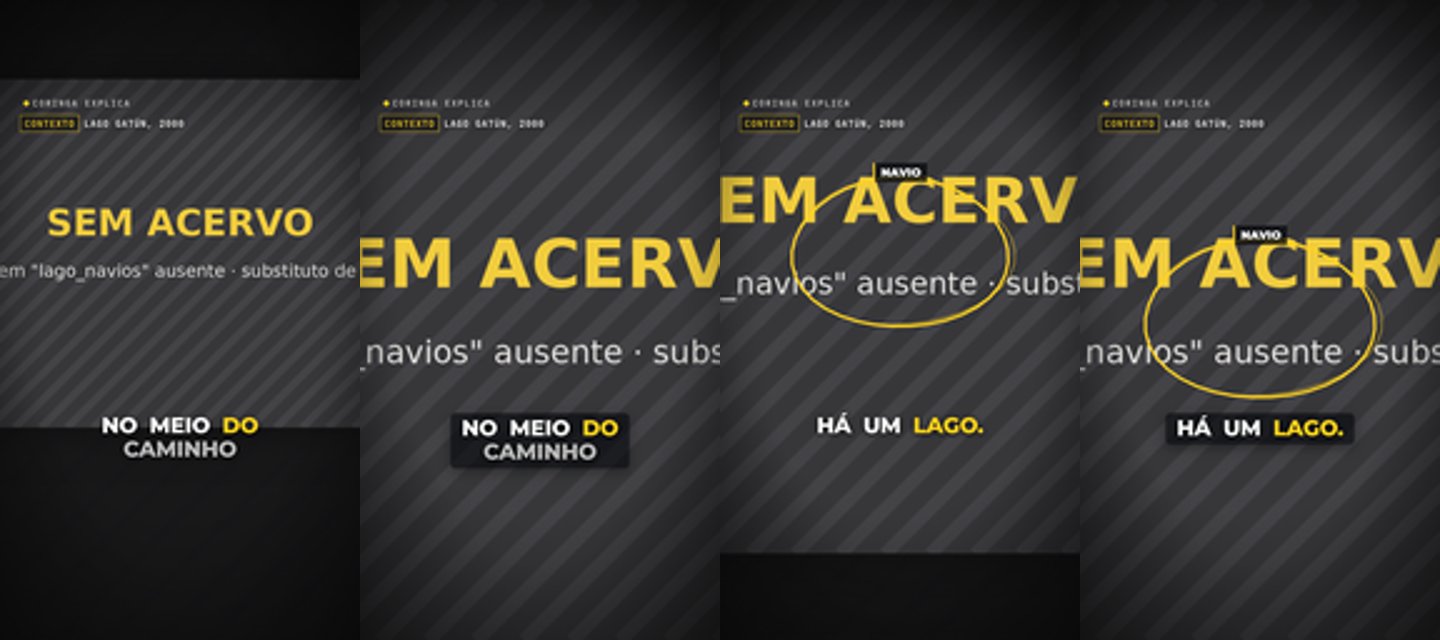 CORINGA EXPLICA
CONTEXTO LAGO GATÚN, 2000
SEM ACERVO
em "lago_navios" ausente · substituto de
NO MEIO DO
CAMINHO
CORINGA EXPLICA
CONTEXTO LAGO GATÚN, 2000
EM ACERV
_navios" ausente · subs
NO MEIO DO
CAMINHO
CORINGA EXPLICA
CONTEXTO LAGO GATÚN, 2000
NAVIO
EM ACERV
_navios" ausente · subst
HÁ UM LAGO.
CORINGA EXPLICA
CONTEXTO LAGO GATÚN, 2000
NAVIO
EM ACERV
navios" ausente · subs
HÁ UM LAGO.